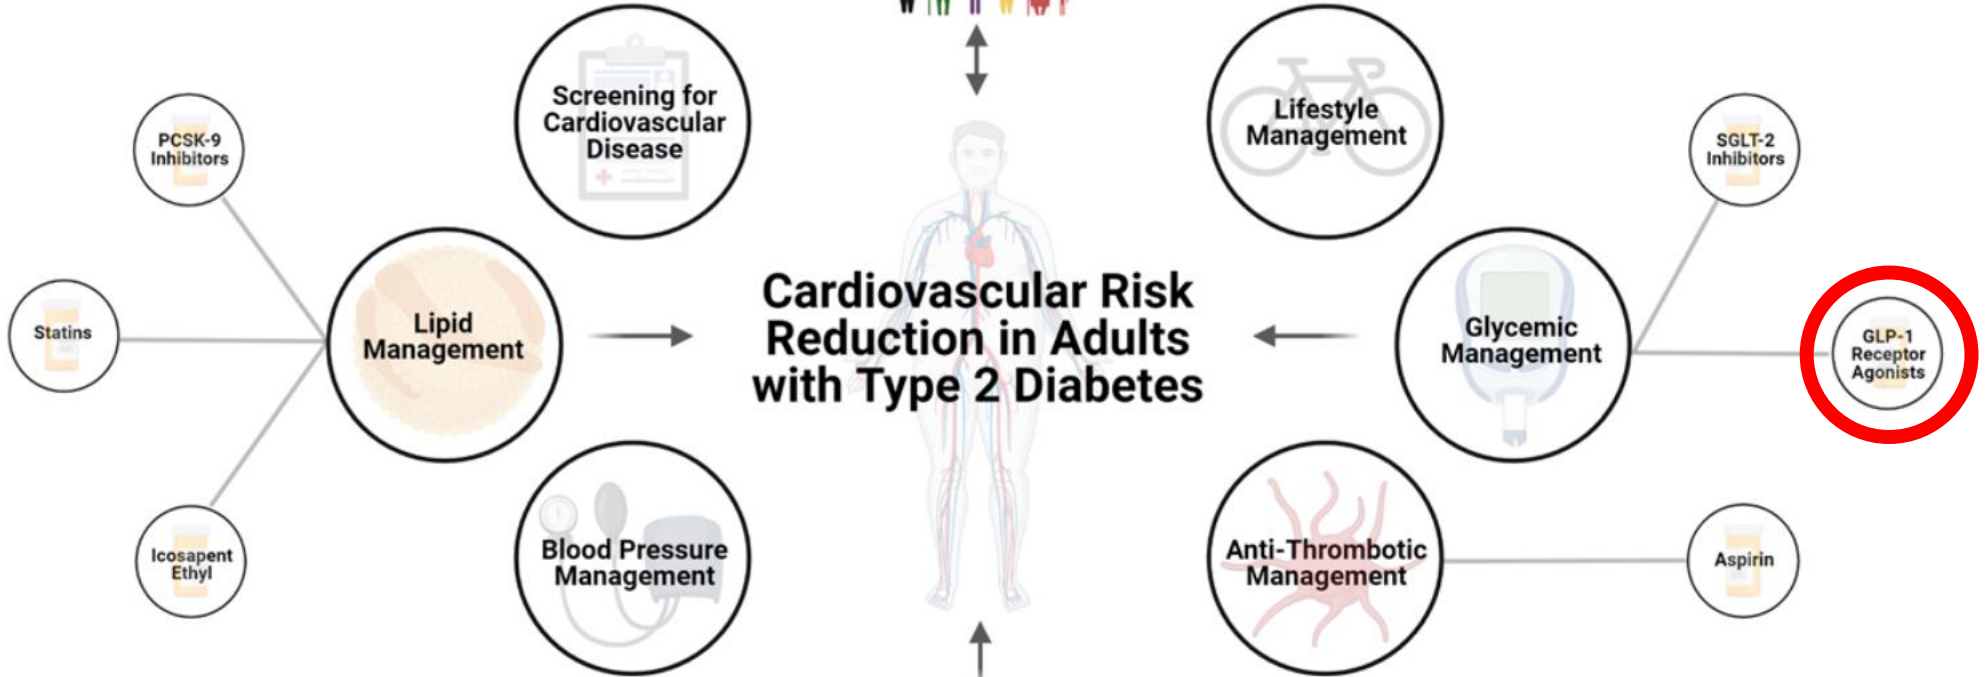 Screening for
Cardiovascular
Disease
Lifestyle
Management
PCSK-9
Inhibitors
SGLT-2
Inhibitors
Statins
Lipid
Management
Cardiovascular Risk
Reduction in Adults
with Type 2 Diabetes
Glycemic
Management
GLP-1
Receptor
Agonists
Icosapent
Ethyl
Blood Pressure
Management
Anti-Thrombotic
Management
Aspirin